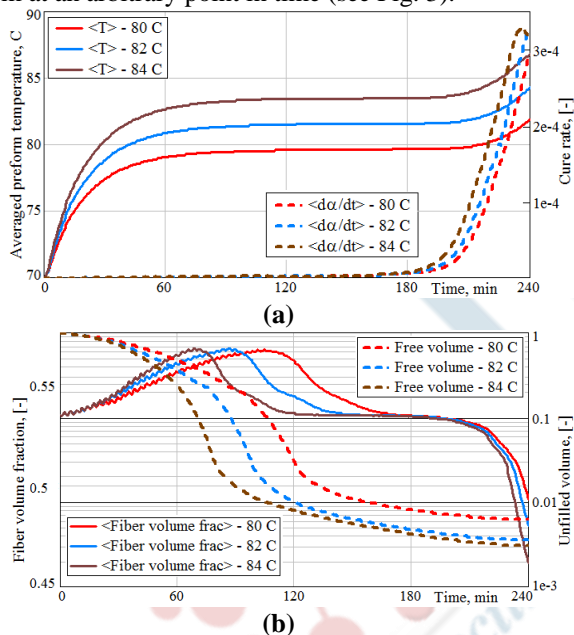 m at an arbitrary point in time (see Fig. 3).
90
85
80
75
70
Averaged preform temperature, C
<T> - 80 C
<T> - 82 C
<T> - 84 C
<dα/dt> - 80 C
<dα/dt> - 82 C
<dα/dt> - 84 C
3e-4
2e-4
1e-4
Cure rate, [-]
0
60
120
180
Time, min
240
(a)
0.55
0.5
0.45
Fiber volume fraction, [-]
Free volume - 80 C
Free volume - 82 C
Free volume - 84 C
<Fiber volume frac> - 80 C
<Fiber volume frac> - 82 C
<Fiber volume frac> - 84 C
1
0.1
0.01
1e-3
Unfilled volume, [-]
0
60
120
180
Time, min
240
(b)